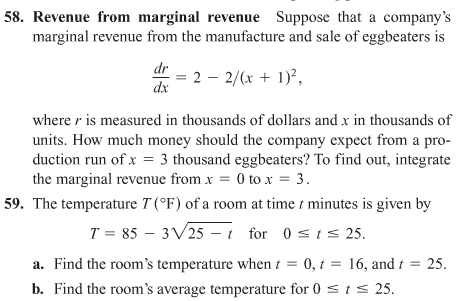 58. Revenue from marginal revenue Suppose that a company's
marginal revenue from the manufacture and sale of eggbeaters is
dr/dx = 2 − 2/(x + 1)²,
where r is measured in thousands of dollars and x in thousands of
units. How much money should the company expect from a pro-
duction run of x = 3 thousand eggbeaters? To find out, integrate
the marginal revenue from x = 0 to x = 3.
59. The temperature T (°F) of a room at time t minutes is given by
T = 85 − 3√(25 − t) for 0 ≤ t ≤ 25.
a. Find the room's temperature when t = 0, t = 16, and t = 25.
b. Find the room's average temperature for 0 ≤ t ≤ 25.